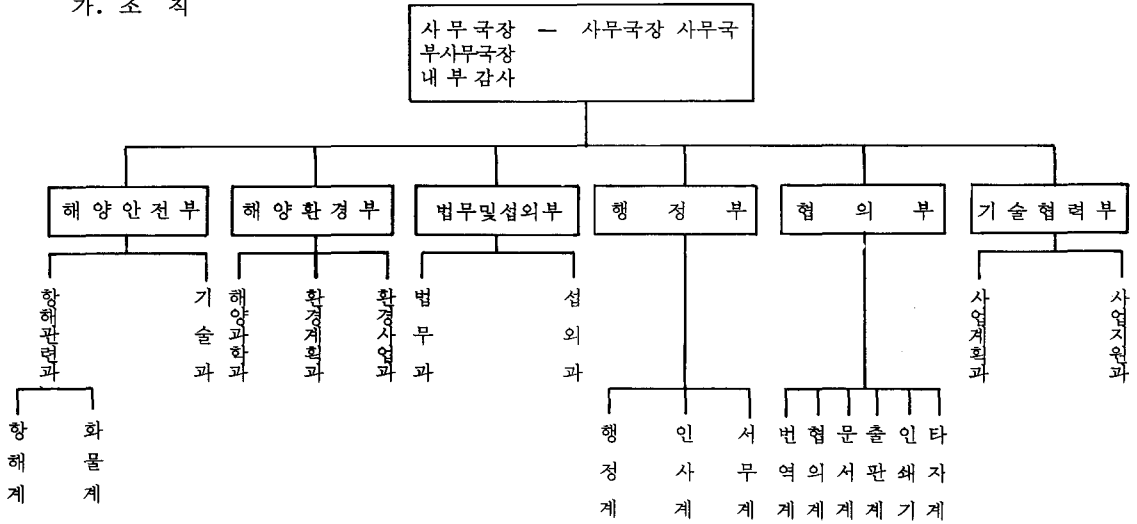 가. 조 직
사 무 국 장 — 사무국장 사무국
부사무국장
내 부 감 사
해 양 안 전 부
해 양 환 경 부
법무및섭외부
행 정 부
협 의 부
기 술 협 력 부
항해관련과
기 술 과
해양과학과
환경계획과
환경사업과
법 무 과
섭 외 과
사업계획과
사업지원과
항 해 계
화 물 계
행 정 계
인 사 계
서 무 계
번 역 계
협 의 계
문 서 계
출 판 계
인 쇄 기
타 자 계